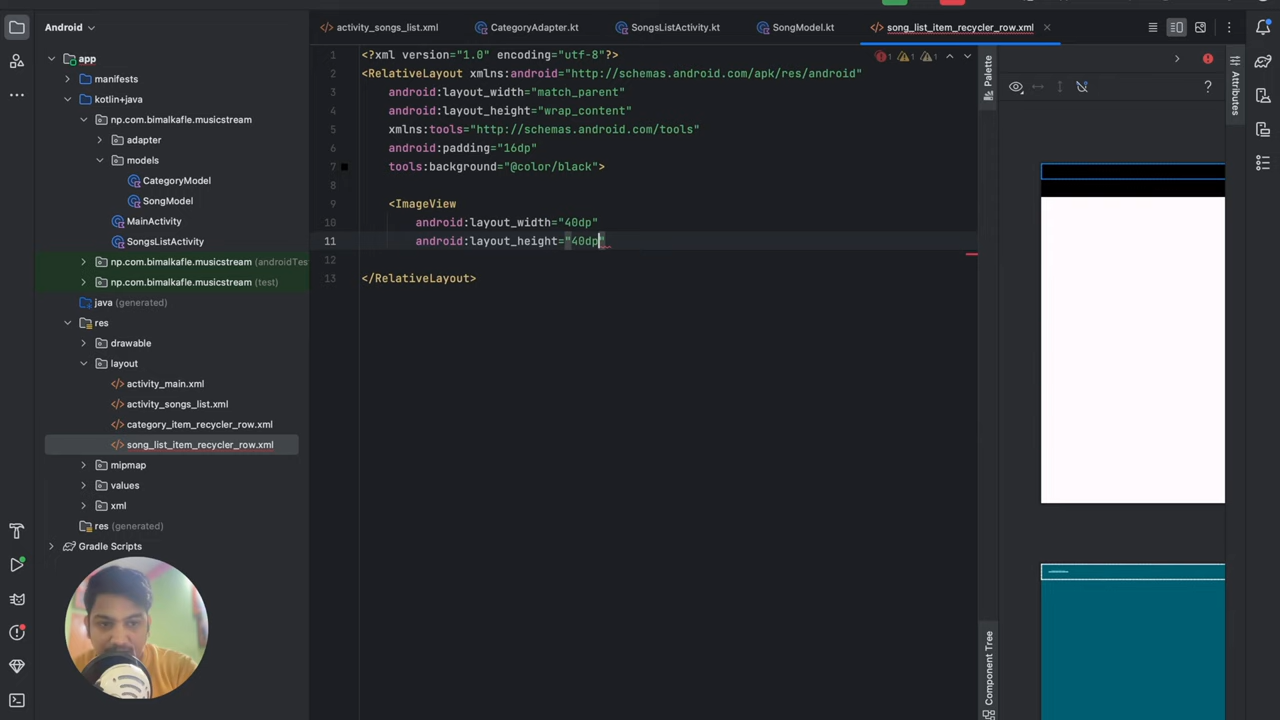 Android
activity_songs_list.xml
CategoryAdapter.kt
SongsListActivity.kt
SongModel.kt
song_list_item_recycler_row.xml
app
manifests
kotlin+java
np.com.bimalkafle.musicstream
adapter
models
CategoryModel
SongModel
MainActivity
SongsListActivity
np.com.bimalkafle.musicstream (androidTes
np.com.bimalkafle.musicstream (test)
java (generated)
res
drawable
layout
activity_main.xml
activity_songs_list.xml
category_item_recycler_row.xml
song_list_item_recycler_row.xml
mipmap
values
xml
res (generated)
Gradle Scripts
1 <?xml version="1.0" encoding="utf-8"?>
2 <RelativeLayout xmlns:android="http://schemas.android.com/apk/res/android"
3 android:layout_width="match_parent"
4 android:layout_height="wrap_content"
5 xmlns:tools="http://schemas.android.com/tools"
6 android:padding="16dp"
7 tools:background="@color/black">
8
9 <ImageView
10 android:layout_width="40dp"
11 android:layout_height="40dp"
12
13 </RelativeLayout>
1 1 1
Palette
Component Tree
?
Attributes